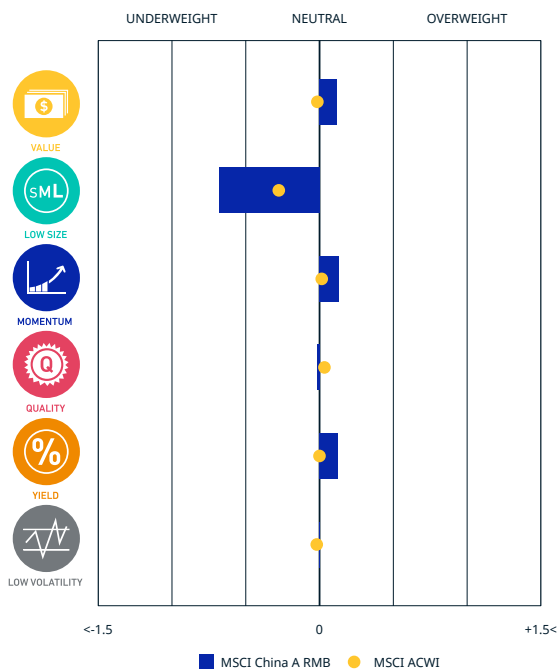 UNDERWEIGHT NEUTRAL OVERWEIGHT
$
VALUE
SML
LOW SIZE
MOMENTUM
Q
QUALITY
%
YIELD
LOW VOLATILITY
<-1.5 0 +1.5<
MSCI China A RMB MSCI ACWI